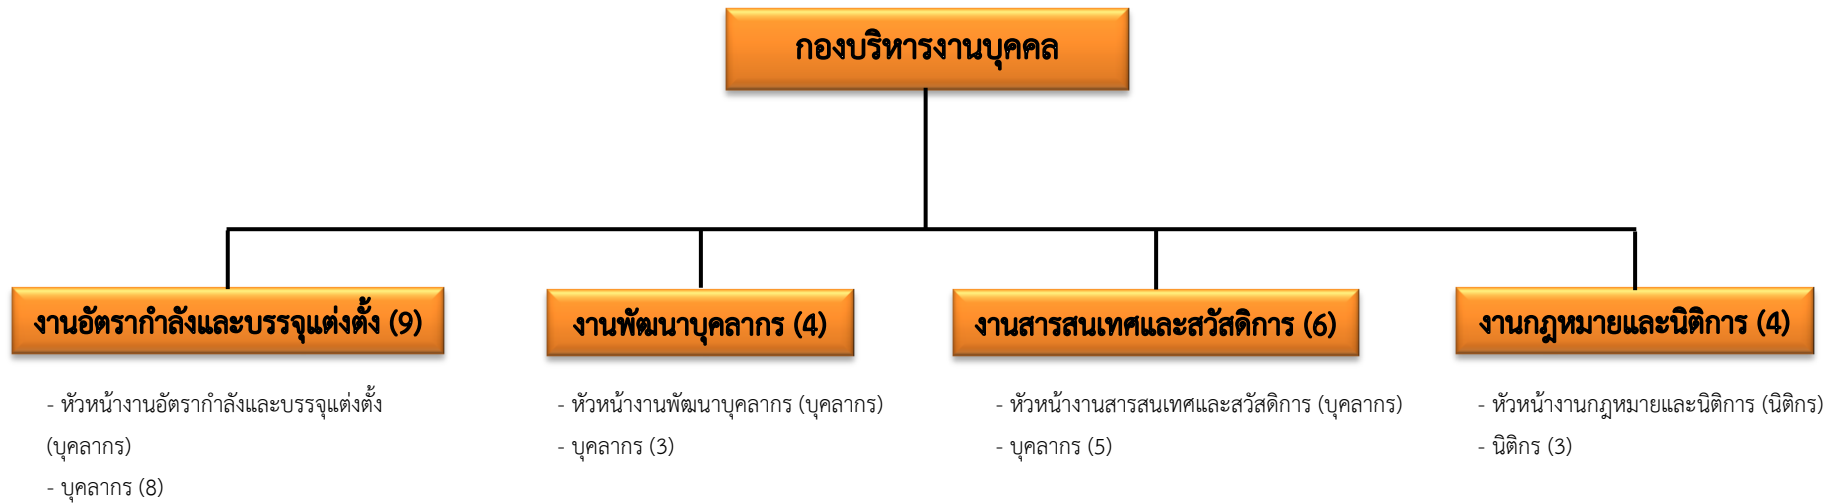 กองบริหารงานบุคคล
งานอัตรากำลังและบรรจุแต่งตั้ง (9)
- หัวหน้างานอัตรากำลังและบรรจุแต่งตั้ง
(บุคลากร)
- บุคลากร (8)
งานพัฒนาบุคลากร (4)
- หัวหน้างานพัฒนาบุคลากร (บุคลากร)
- บุคลากร (3)
งานสารสนเทศและสวัสดิการ (6)
- หัวหน้างานสารสนเทศและสวัสดิการ (บุคลากร)
- บุคลากร (5)
งานกฎหมายและนิติการ (4)
- หัวหน้างานกฎหมายและนิติการ (นิติกร)
- นิติกร (3)